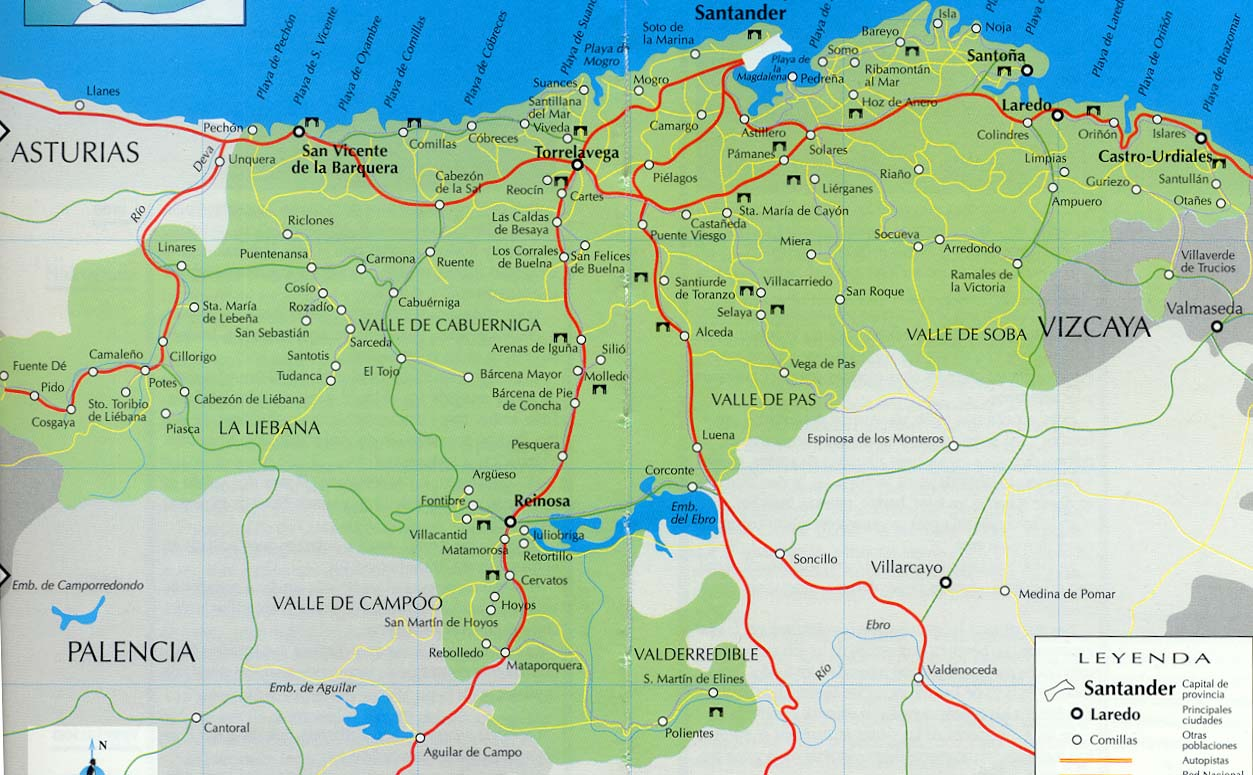 Playa de Pechón
Playa de S. Vicente
Playa de Oyambre
Playa de Comillas
Playa de Cóbreces
Playa de
Mogro
Soto de
la Marina
Santander
Playa de
la
Magdalena
Isla
Noja
Bareyo
Somo
Ribamontán
al Mar
Pedreña
Hoz de Anero
Santoña
Playa de Laredo
Playa de Oriñón
Playa de Brazomar
Llanes
ASTURIAS
Pechón
Deva
Río
Unquera
San Vicente
de la Barquera
Comillas
Cóbreces
Suances
Santillana
del Mar
Viveda
Torrelavega
Mogro
Camargo
Astillero
Pámanes
Solares
Laredo
Colindres
Oriñón
Islares
Castro-Urdiales
Limpias
Guriezo
Santullán
Otañes
Ampuero
Riaño
Liérganes
Piélagos
Cabezón
de la Sal
Reocín
Cartes
Las Caldas
de Besaya
Los Corrales
de Buelna
San Felices
de Buelna
Castañeda
Sta. María de Cayón
Puente Viesgo
Miera
Socueva
Arredondo
Ramales de
la Victoria
Villaverde
de Trucios
Valmaseda
VIZCAYA
Riclones
Linares
Puentenansa
Carmona
Ruente
Cabuérniga
Cosío
Rozadío
San Sebastián
Sarceda
Sta. María
de Lebeña
VALLE DE CABUERNIGA
Santiurde
de Toranzo
Villacarriedo
Selaya
San Roque
VALLE DE SOBA
Alceda
Vega de Pas
VALLE DE PAS
Fuente Dé
Camaleño
Cillorigo
Pido
Potes
Cosgaya
Sto. Toribio
de Liébana
Cabezón de Liébana
Piasca
LA LIEBANA
Santotis
Tudanca
El Tojo
Arenas de Iguña
Silió
Bárcena Mayor
Molledo
Bárcena de Pie
de Concha
Pesquera
Luena
Corconte
Espinosa de los Monteros
Argüeso
Fontibre
Reinosa
Villacantid
Matamorosa
Juliobriga
Retortillo
Emb.
del Ebro
Cervatos
Hoyos
San Martín de Hoyos
VALLE DE CAMPÓO
Rebolledo
Mataporquera
Soncillo
Villarcayo
Medina de Pomar
Ebro
Río
Valdenoceda
VALDERREDIBLE
S. Martín de Elines
Polientes
Emb. de Camporredondo
PALENCIA
Emb. de Aguilar
Aguilar de Campo
Cantoral
N
LEYENDA
Santander
Capital de
provincia
Laredo
Principales
ciudades
Comillas
Otras
poblaciones
Autopistas